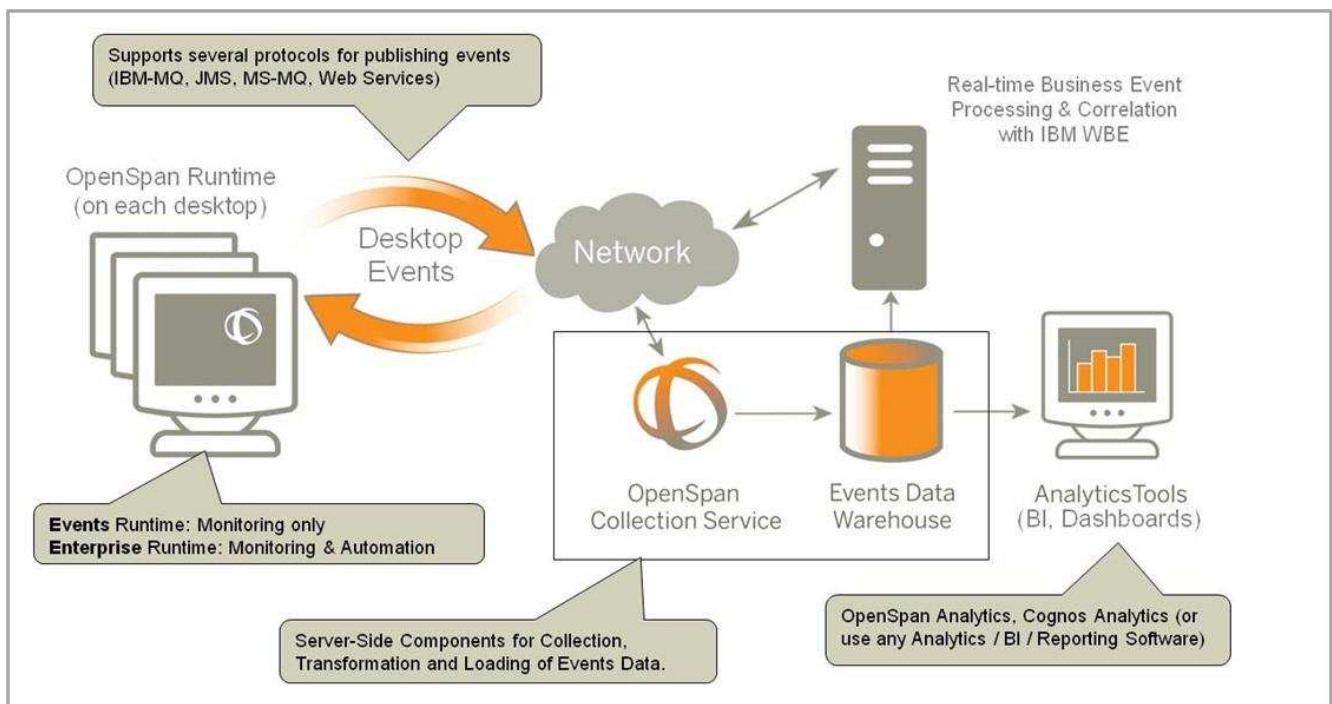 Supports several protocols for publishing events
(IBM-MQ, JMS, MS-MQ, Web Services)
Real-time Business Event
Processing & Correlation
with IBM WBE
OpenSpan Runtime
(on each desktop)
Desktop
Events
Network
OpenSpan
Collection Service
Events Data
Warehouse
AnalyticsTools
(BI, Dashboards)
Events Runtime: Monitoring only
Enterprise Runtime: Monitoring & Automation
Server-Side Components for Collection,
Transformation and Loading of Events Data.
OpenSpan Analytics, Cognos Analytics (or
use any Analytics / BI / Reporting Software)